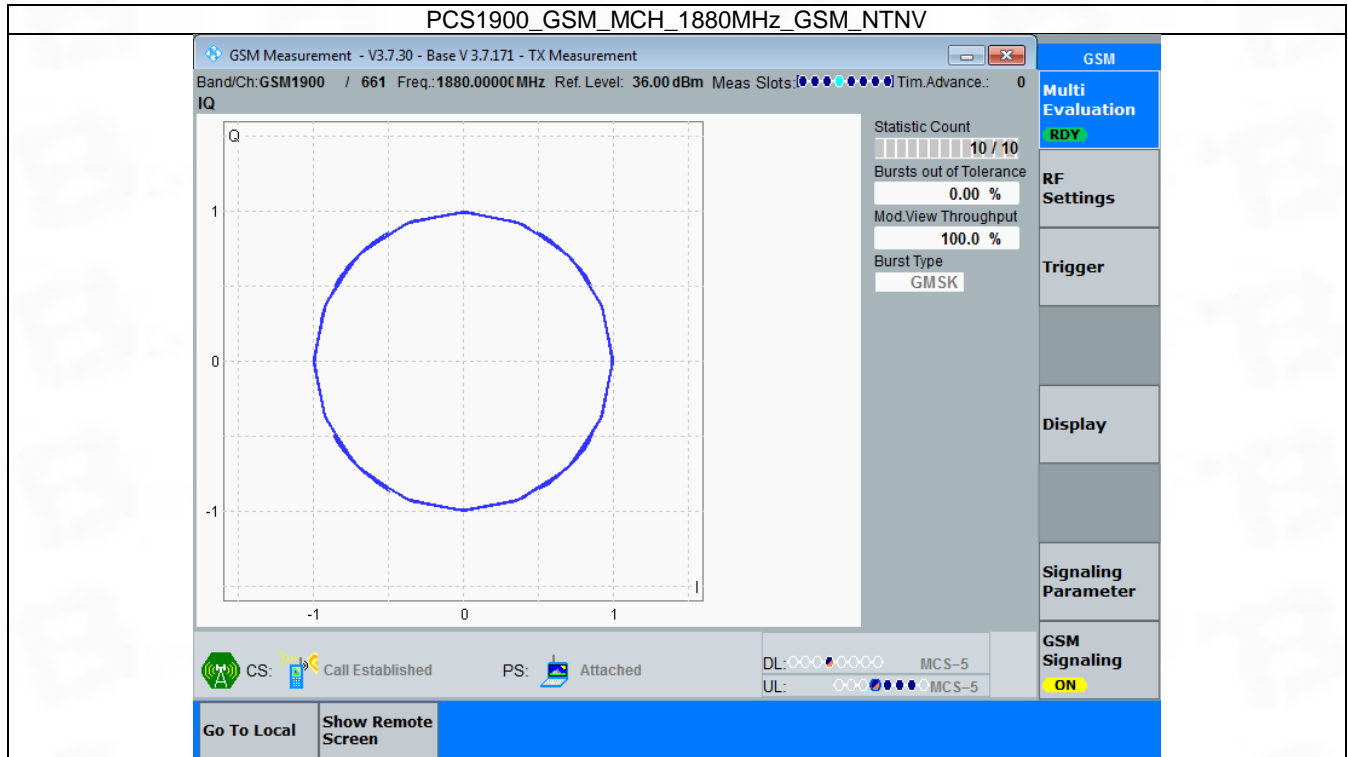 PCS1900_GSM_MCH_1880MHz_GSM_NTNV
GSM Measurement - V3.7.30 - Base V 3.7.171 - TX Measurement
GSM
Band/Ch:GSM1900 / 661 Freq.:1880.00000MHz Ref. Level: 36.00 dBm Meas Slots: Tim.Advance.: 0
IQ
Multi
Evaluation
RDY
Q
Statistic Count
10 / 10
Bursts out of Tolerance
0.00 %
RF
Settings
1
Mod.View Throughput
100.0 %
Burst Type
GMSK
Trigger
0
Display
-1
I
-1 0 1
Signaling
Parameter
CS: Call Established PS: Attached
DL: MCS-5
UL: MCS-5
GSM
Signaling
ON
Go To Local
Show Remote
Screen